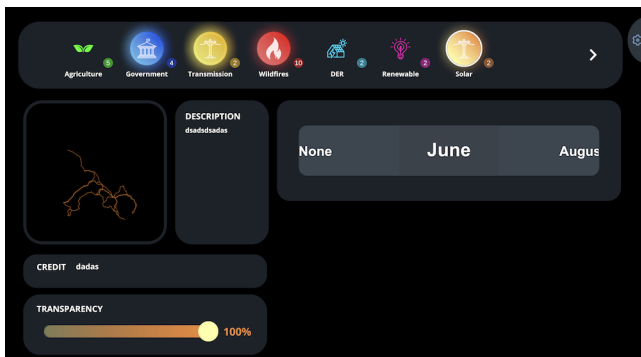 5 4 2 10 2 2 2
Agriculture Government Transmission Wildfires DER Renewable Solar
DESCRIPTION
dsadsdsadas
None June Augus
CREDIT dadas
TRANSPARENCY
100%